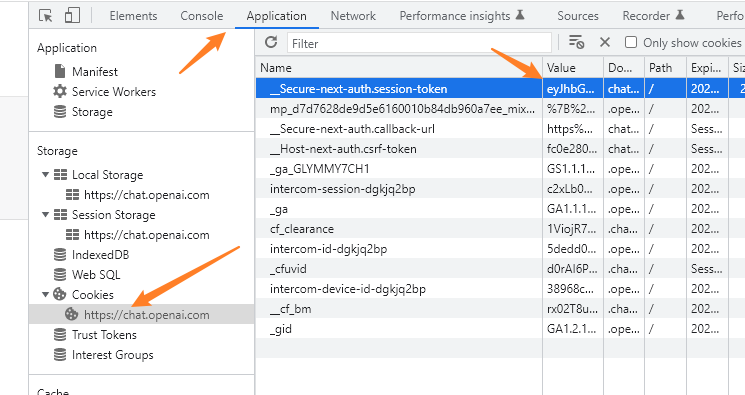 Elements Console Application Network Performance insights Sources Recorder Perfo
Application
Manifest
Service Workers
Storage
Storage
Local Storage
https://chat.openai.com
Session Storage
https://chat.openai.com
IndexedDB
Web SQL
Cookies
https://chat.openai.com
Trust Tokens
Interest Groups
Cache
Filter Only show cookies
Name Value Do... Path Expi... Siz
__Secure-next-auth.session-token eyJhbG... chat... / 202... 2
mp_d7d7628de9d5e6160010b84db960a7ee_mix... %7B%2... .ope... / 202...
__Secure-next-auth.callback-url https%... chat... / Sess...
__Host-next-auth.csrf-token fc0e280... chat... / Sess...
_ga_GLYMMY7CH1 GS1.1.1... .ope... / 202...
intercom-session-dgkjq2bp c2xLb0... .ope... / 202...
_ga GA1.1.1... .ope... / 202...
cf_clearance 1ViojR7... .cha... / 202...
intercom-id-dgkjq2bp 5dedd0... .ope... / 202...
_cfuvid d0rAI6P... .cha... / Sess...
intercom-device-id-dgkjq2bp 38968c... .ope... / 202...
__cf_bm rx02T8u... .cha... / 202...
_gid GA1.2.1... .ope... / 202...